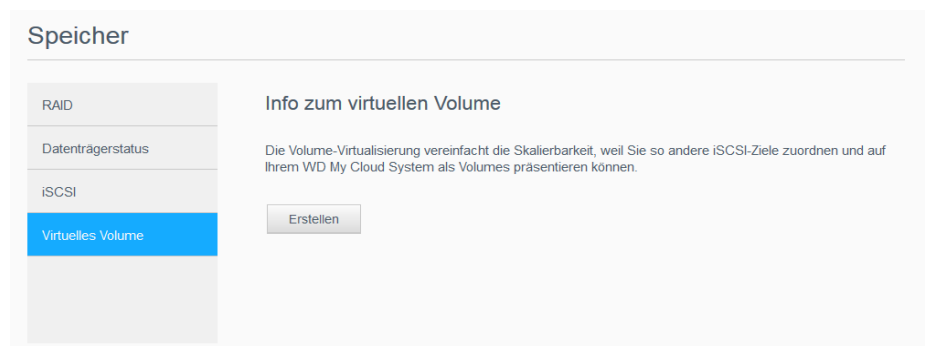 Speicher
RAID
Datenträgerstatus
iSCSI
Virtuelles Volume
Info zum virtuellen Volume
Die Volume-Virtualisierung vereinfacht die Skalierbarkeit, weil Sie so andere iSCSI-Ziele zuordnen und auf
Ihrem WD My Cloud System als Volumes präsentieren können.
Erstellen